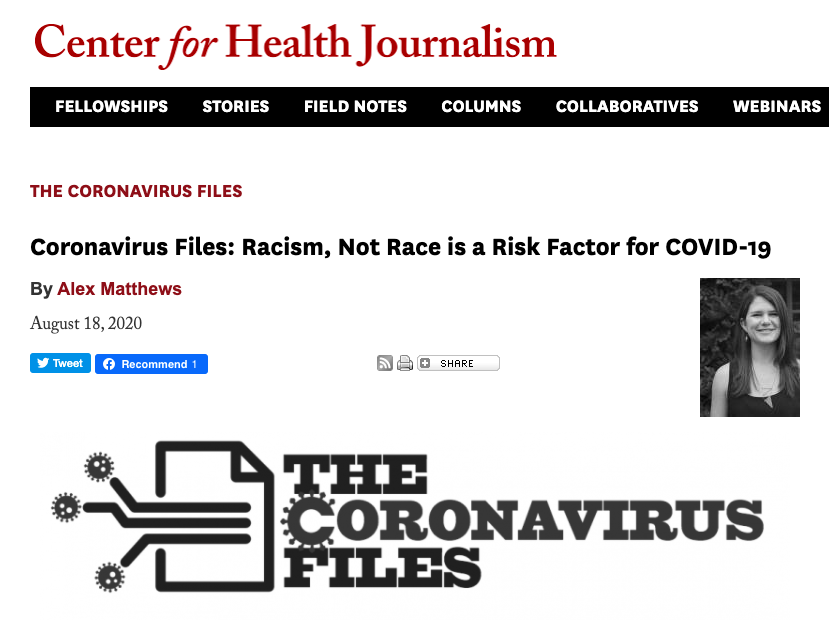 Center for Health Journalism
FELLOWSHIPS STORIES FIELD NOTES COLUMNS COLLABORATIVES WEBINARS
THE CORONAVIRUS FILES
Coronavirus Files: Racism, Not Race is a Risk Factor for COVID-19
By Alex Matthews
August 18, 2020
Tweet Recommend 1 SHARE
THE
CORONAVIRUS
FILES